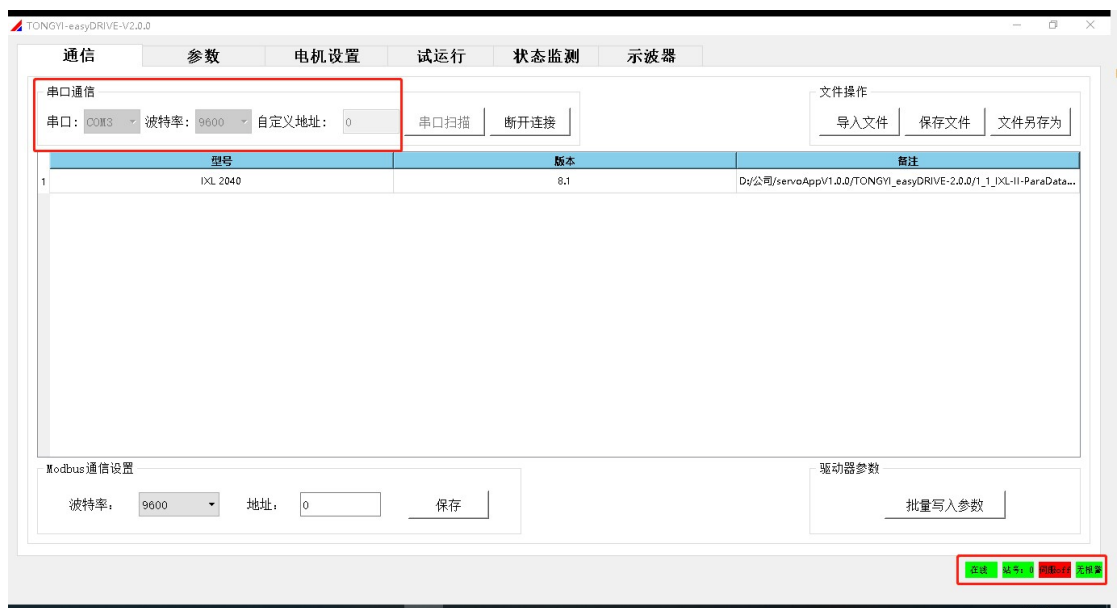 TONGYI-easyDRIVE-V2.0.0
通信 参数 电机设置 试运行 状态监测 示波器
串口通信 文件操作
串口: COM3 波特率: 9600 自定义地址: 0 串口扫描 断开连接 导入文件 保存文件 文件另存为
型号 版本 备注
1 IXL 2040 8.1 D:/公司/servoAppV1.0.0/TONGYI_easyDRIVE-2.0.0/1_1_IXL-II-ParaData...
Modbus通信设置 驱动器参数
波特率: 9600 地址: 0 保存 批量写入参数
在线 站号: 0 伺服off 无报警